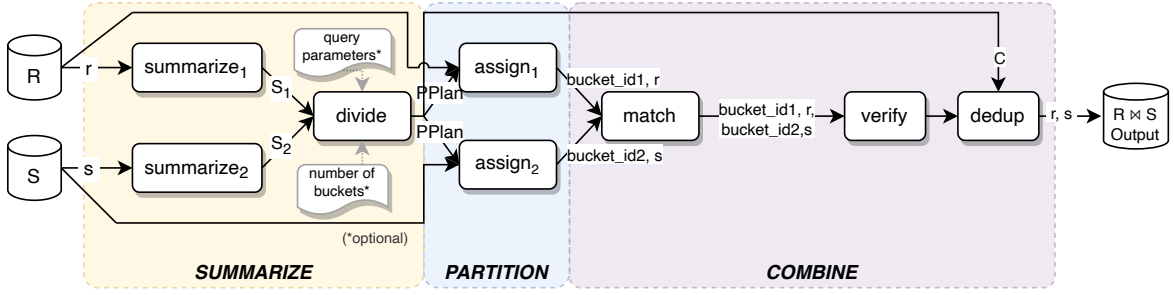 R
r
summarize1
S1
query
parameters*
divide
PPlan
PPlan
assign1
bucket_id1, r
match
bucket_id1, r,
bucket_id2,s
verify
C
dedup
r, s
R ⋈ S
Output
S
s
summarize2
S2
number of
buckets*
assign2
bucket_id2, s
(*optional)
SUMMARIZE
PARTITION
COMBINE